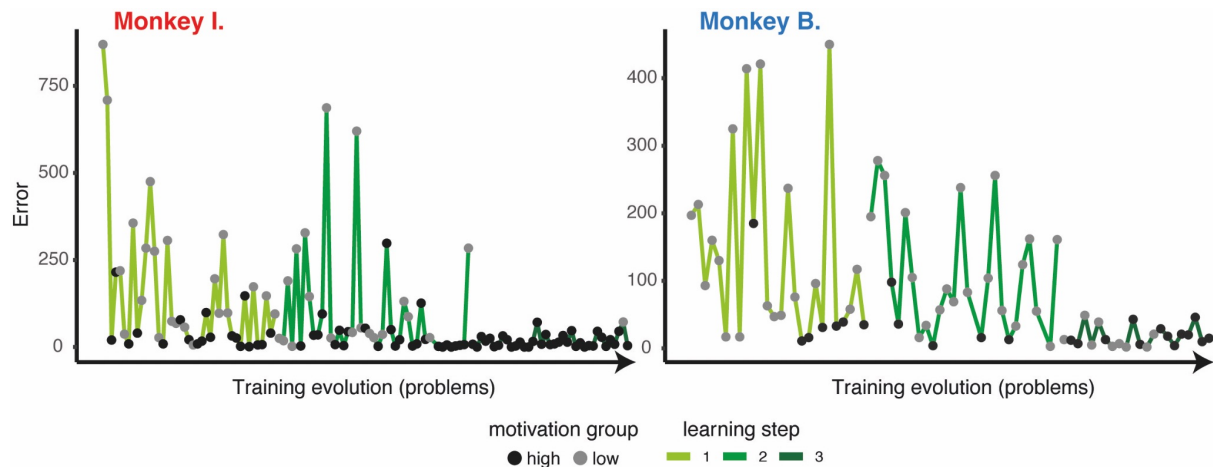 Monkey I.
Error
750
500
250
0
Training evolution (problems)
Monkey B.
400
300
200
100
0
Training evolution (problems)
motivation group
high low
learning step
1 2 3